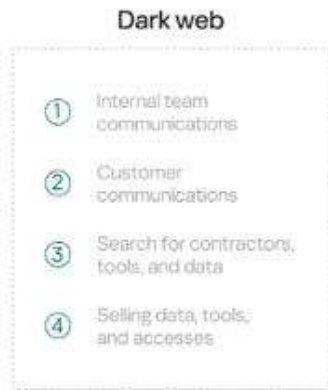 Dark web
1 Internal team
communications
2 Customer
communications
3 Search for contractors,
tools, and data
4 Selling data, tools,
and accesses